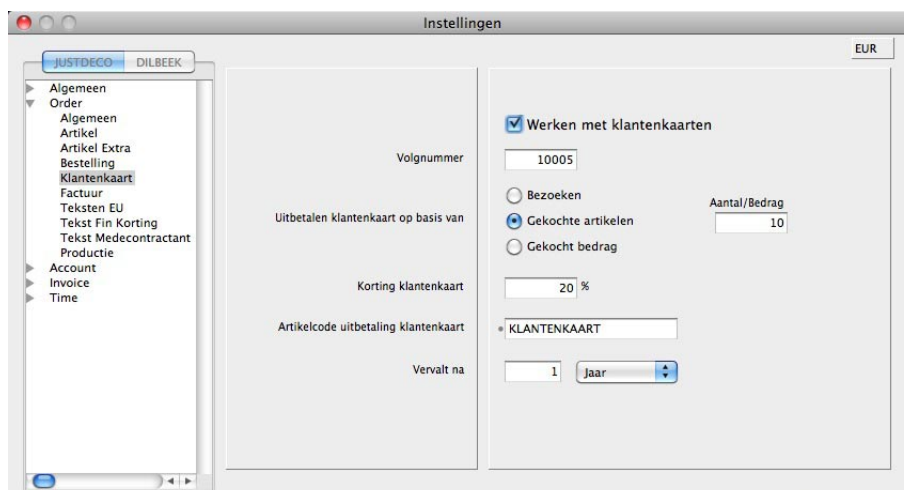 Instellingen
EUR
JUSTDECO DILBEEK
Algemeen
Order
Algemeen
Artikel
Artikel Extra
Bestelling
Klantenkaart
Factuur
Teksten EU
Tekst Fin Korting
Tekst Medecontractant
Productie
Account
Invoice
Time
Werken met klantenkaarten
Volgnummer 10005
Uitbetalen klantenkaart op basis van
Bezoeken
Gekochte artikelen
Gekocht bedrag
Aantal/Bedrag
10
Korting klantenkaart 20 %
Artikelcode uitbetaling klantenkaart KLANTENKAART
Vervalt na 1 Jaar